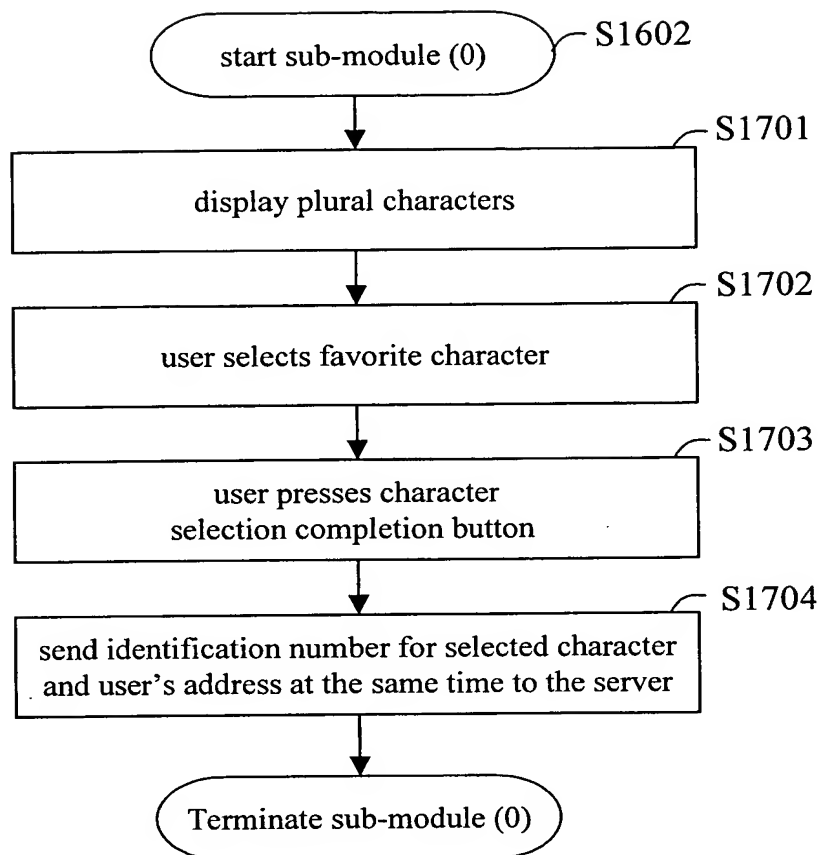 start sub-module (0)
S1602
S1701
display plural characters
S1702
user selects favorite character
S1703
user presses character
selection completion button
S1704
send identification number for selected character
and user's address at the same time to the server
Terminate sub-module (0)